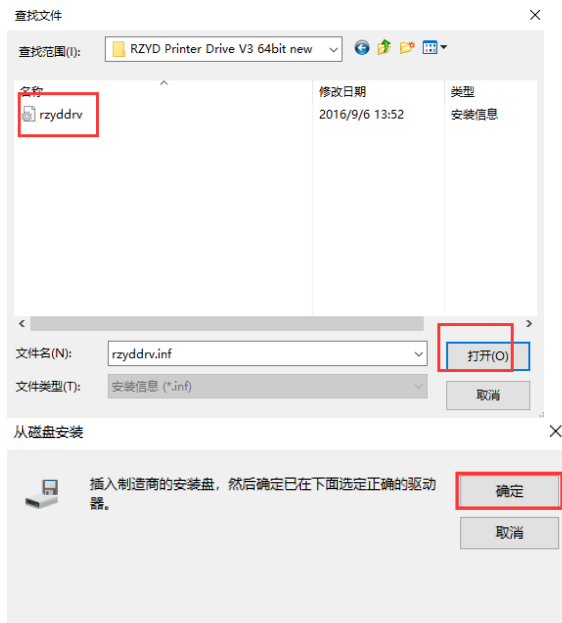 查找文件
查找范围(I):
RZYD Printer Drive V3 64bit new
名称
修改日期
类型
rzyddrv
2016/9/6 13:52
安装信息
文件名(N):
rzyddrv.inf
打开(O)
文件类型(T):
安装信息 (*.inf)
取消
从磁盘安装
插入制造商的安装盘，然后确定已在下面选定正确的驱动
器。
确定
取消